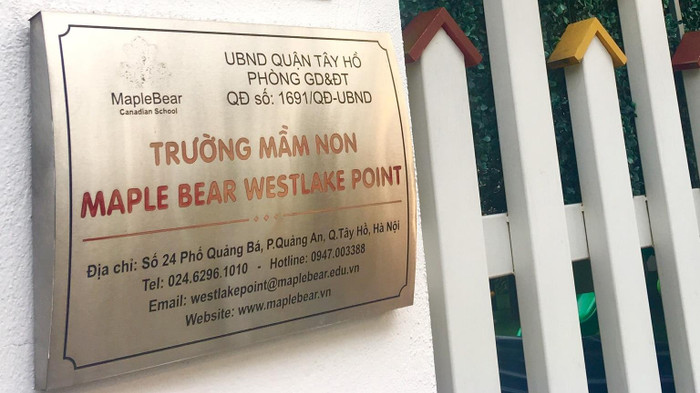 MapleBear
Canadian School
UBND QUẬN TÂY HỒ
PHÒNG GD&ĐT
QĐ số: 1691/QĐ-UBND
TRƯỜNG MẦM NON
MAPLE BEAR WESTLAKE POINT
Địa chỉ: Số 24 Phố Quảng Bá, P.Quảng An, Q.Tây Hồ, Hà Nội
Tel: 024.6296.1010 - Hotline: 0947.003388
Email: westlakepoint@maplebear.edu.vn
Website: www.maplebear.vn